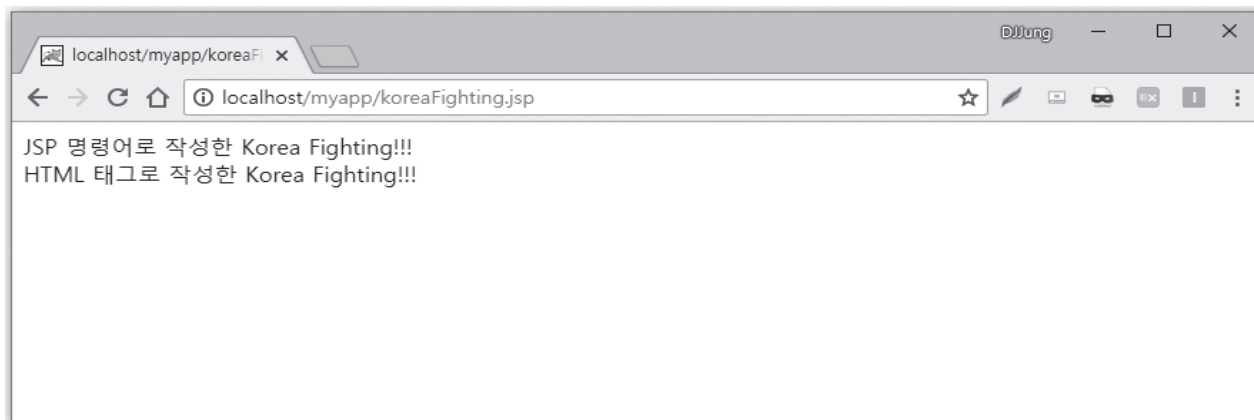 DJJung
localhost/myapp/koreaFi
localhost/myapp/koreaFighting.jsp
JSP 명령어로 작성한 Korea Fighting!!!
HTML 태그로 작성한 Korea Fighting!!!